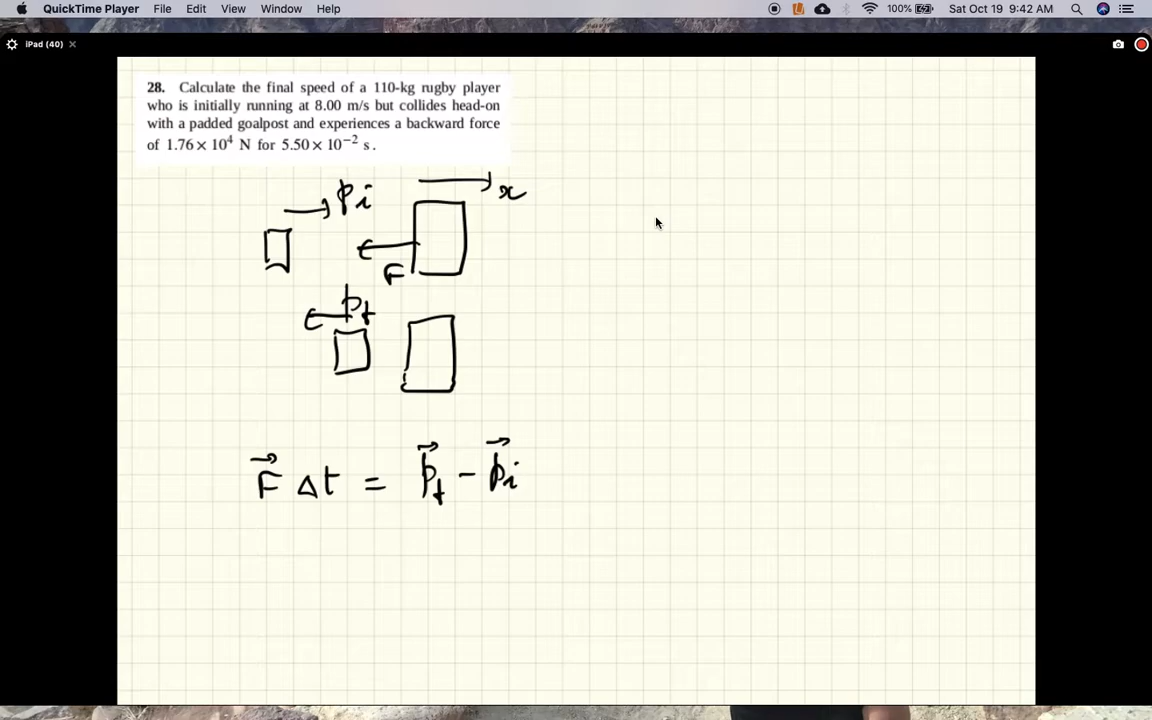 QuickTime Player File Edit View Window Help 100% Sat Oct 19 9:42 AM
iPad (40)
28. Calculate the final speed of a 110-kg rugby player
who is initially running at 8.00 m/s but collides head-on
with a padded goalpost and experiences a backward force
of 1.76 × 10⁴ N for 5.50 × 10⁻² s.
pi
x
F
pf
F⃗ Δt = p⃗f − p⃗i